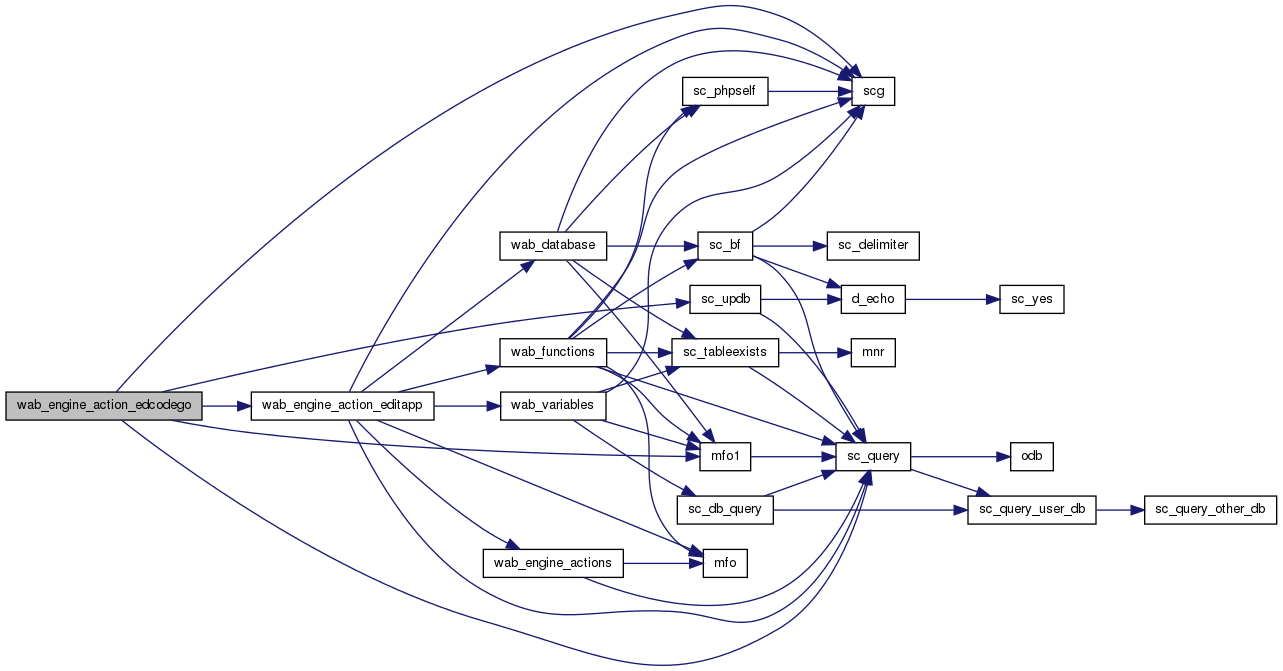 sc_phpself
scg
wab_database
sc_bf
sc_delimiter
sc_updb
cl_echo
sc_yes
wab_functions
sc_tableexists
mnr
wab_engine_action_edcodego
wab_engine_action_editapp
wab_variables
mfo1
sc_query
odb
sc_db_query
sc_query_user_db
sc_query_other_db
wab_engine_actions
mfo